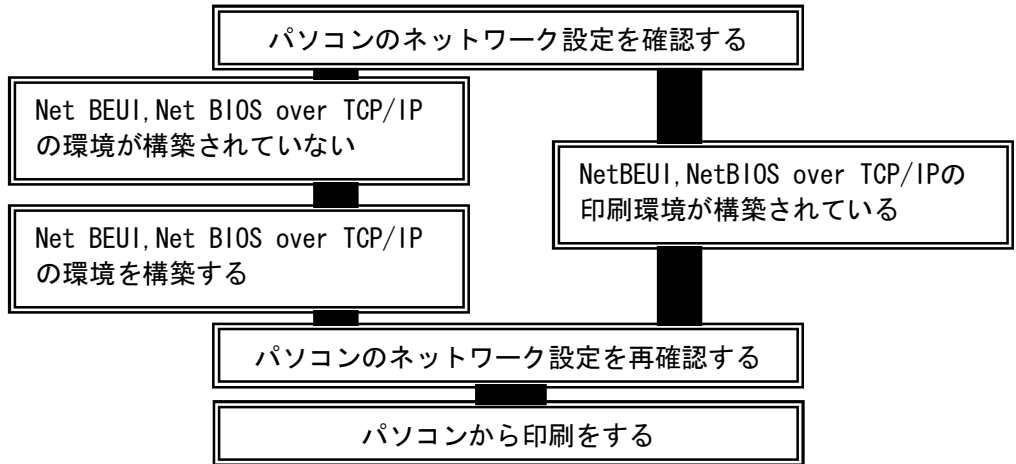 パソコンのネットワーク設定を確認する
Net BEUI,Net BIOS over TCP/IP
の環境が構築されていない
NetBEUI,NetBIOS over TCP/IPの
印刷環境が構築されている
Net BEUI,Net BIOS over TCP/IP
の環境を構築する
パソコンのネットワーク設定を再確認する
パソコンから印刷をする